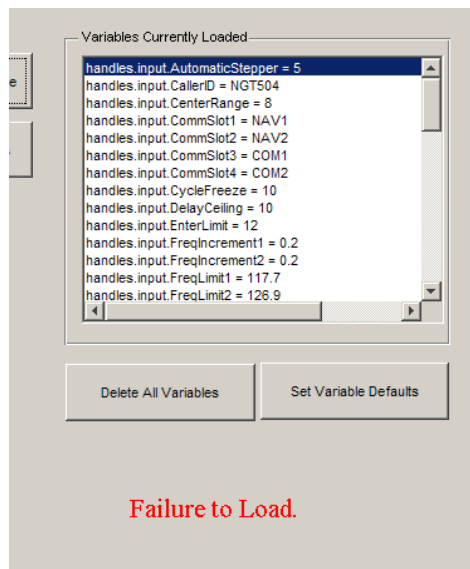 Variables Currently Loaded
handles.input.AutomaticStepper = 5
e
handles.input.CallerID = NGT504
handles.input.CenterRange = 8
handles.input.CommSlot1 = NAV1
handles.input.CommSlot2 = NAV2
handles.input.CommSlot3 = COM1
handles.input.CommSlot4 = COM2
handles.input.CycleFreeze = 10
handles.input.DelayCeiling = 10
handles.input.EnterLimit = 12
handles.input.FreqIncrement1 = 0.2
handles.input.FreqIncrement2 = 0.2
handles.input.FreqLimit1 = 117.7
handles.input.FreqLimit2 = 126.9
Delete All Variables
Set Variable Defaults
Failure to Load.